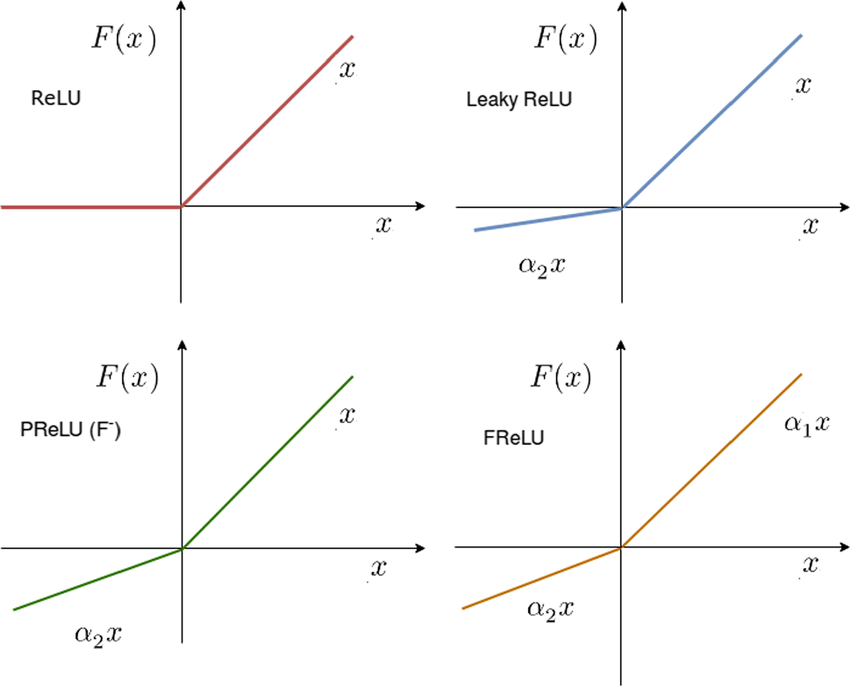 F(x)
x
ReLU
x
F(x)
x
Leaky ReLU
x
α₂x
F(x)
x
PReLU (F⁻)
x
α₂x
F(x)
α₁x
FReLU
x
α₂x